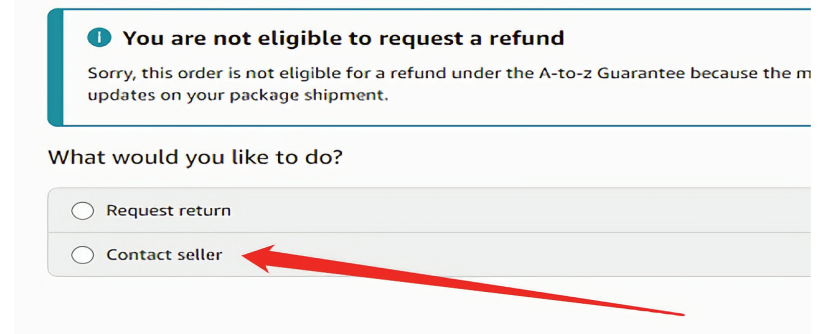 You are not eligible to request a refund
Sorry, this order is not eligible for a refund under the A-to-z Guarantee because the
updates on your package shipment.
What would you like to do?
Request return
Contact seller